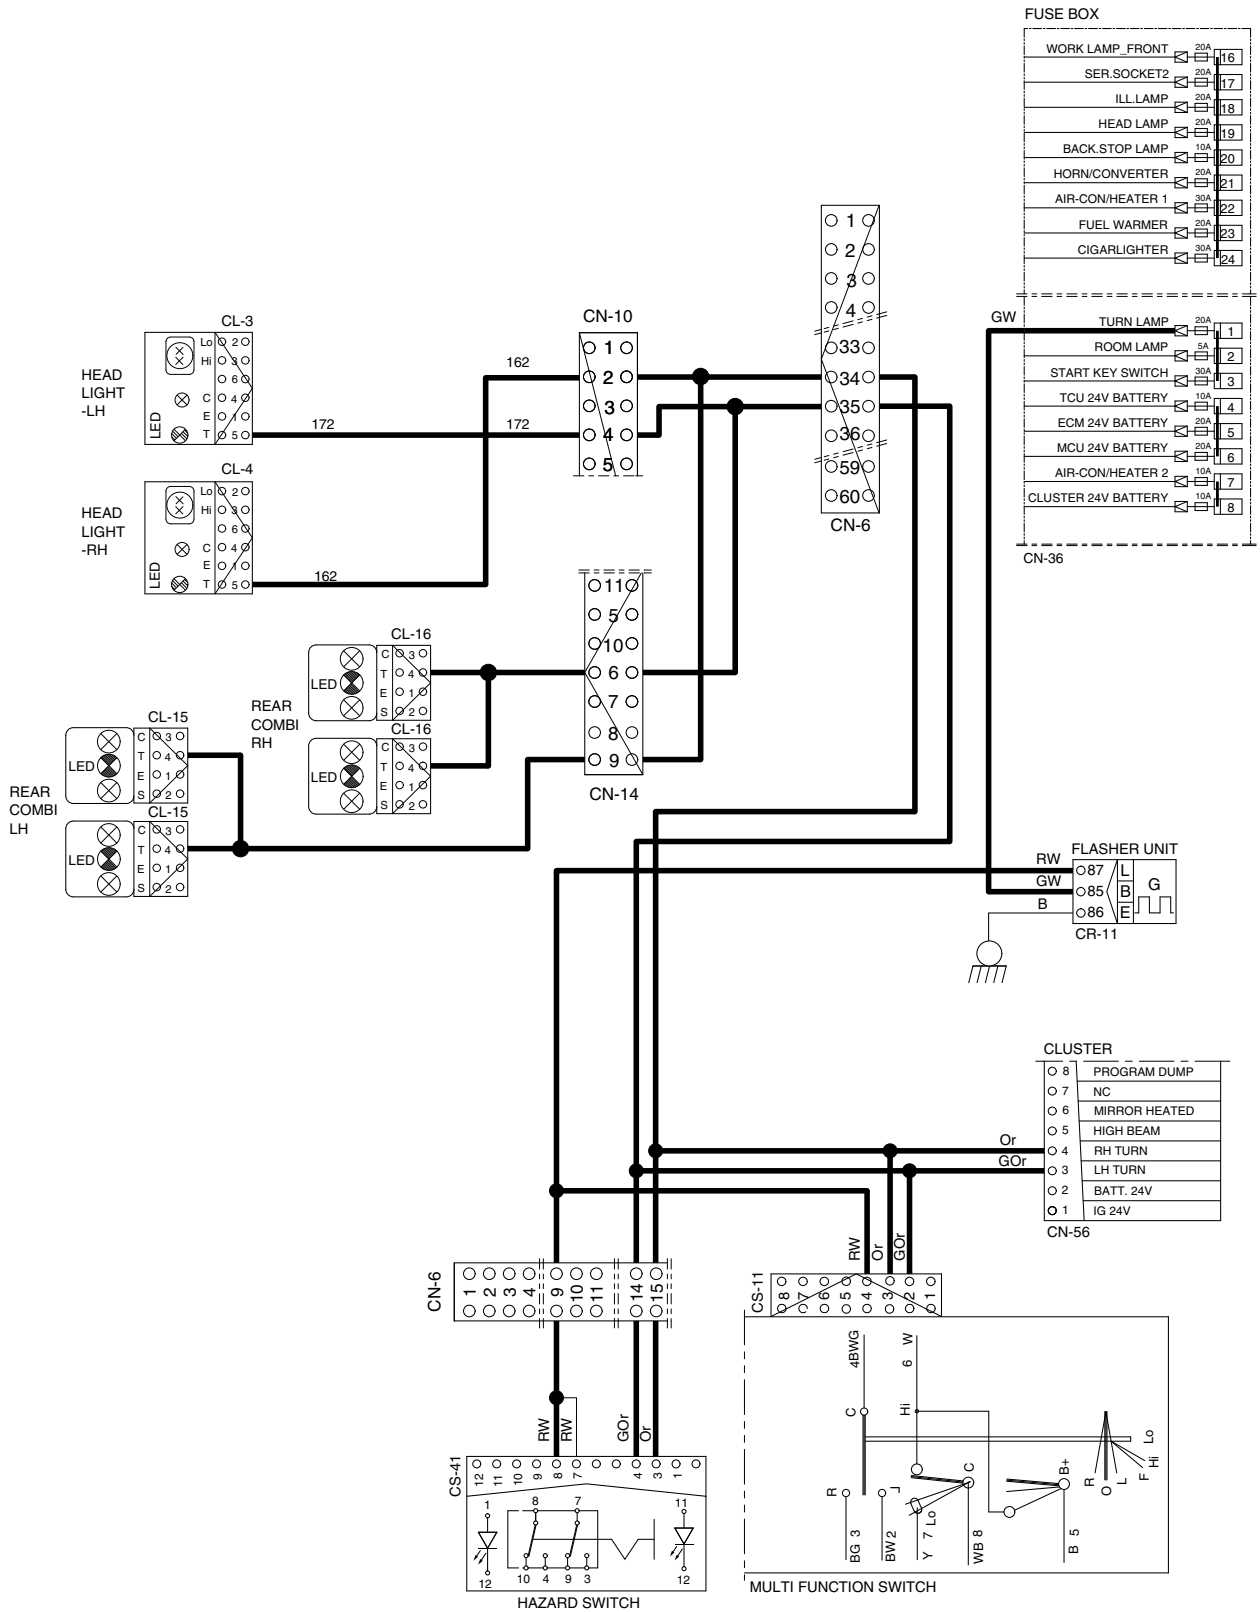 FUSE BOX
WORK LAMP_FRONT 20A 16
SER.SOCKET2 20A 17
ILL.LAMP 20A 18
HEAD LAMP 20A 19
BACK.STOP LAMP 10A 20
HORN/CONVERTER 20A 21
AIR-CON/HEATER 1 30A 22
FUEL WARMER 20A 23
CIGARLIGHTER 30A 24
GW
TURN LAMP 20A 1
ROOM LAMP 5A 2
START KEY SWITCH 30A 3
TCU 24V BATTERY 10A 4
ECM 24V BATTERY 20A 5
MCU 24V BATTERY 20A 6
AIR-CON/HEATER 2 10A 7
CLUSTER 24V BATTERY 10A 8
CN-36
1
2
3
4
33
34
35
36
59
60
CN-6
CN-10
1
2
3
4
5
162
172
172
162
CL-3
HEAD
LIGHT
-LH
LED
Lo 2
Hi 3
6
C 4
E 1
T 5
CL-4
HEAD
LIGHT
-RH
LED
Lo 2
Hi 3
6
C 4
E 1
T 5
11
5
10
6
7
8
9
CN-14
CL-16
LED
C 3
T 4
E 1
S 2
REAR
COMBI
RH
CL-16
LED
C 3
T 4
E 1
S 2
CL-15
LED
C 3
T 4
E 1
S 2
REAR
COMBI
LH
CL-15
LED
C 3
T 4
E 1
S 2
FLASHER UNIT
RW 87 L
GW 85 B
B 86 E
G
CR-11
CLUSTER
8 PROGRAM DUMP
7 NC
6 MIRROR HEATED
5 HIGH BEAM
Or 4 RH TURN
GOr 3 LH TURN
2 BATT. 24V
1 IG 24V
CN-56
RW Or GOr
CN-6
1 2 3 4 9 10 11 14 15
CS-11
8 7 6 5 4 3 2 1
4BWG
6 W
C
Hi
R
L
BG 3
BW 2
Y 7 Lo
C
WB 8
B+
B 5
R O L F Hi Lo
MULTI FUNCTION SWITCH
RW RW GOr Or
CS-41
12 11 10 9 8 7 4 3 1
1
12
8 7
10 4 9 3
11
12
HAZARD SWITCH